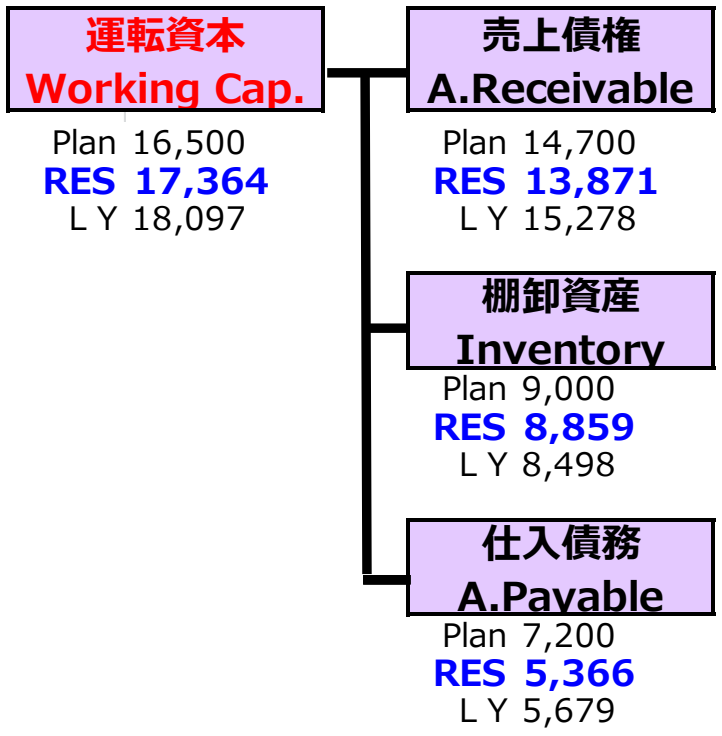 運転資本
Working Cap.
Plan 16,500
RES 17,364
L Y 18,097
売上債権
A.Receivable
Plan 14,700
RES 13,871
L Y 15,278
棚卸資産
Inventory
Plan 9,000
RES 8,859
L Y 8,498
仕入債務
A.Payable
Plan 7,200
RES 5,366
L Y 5,679